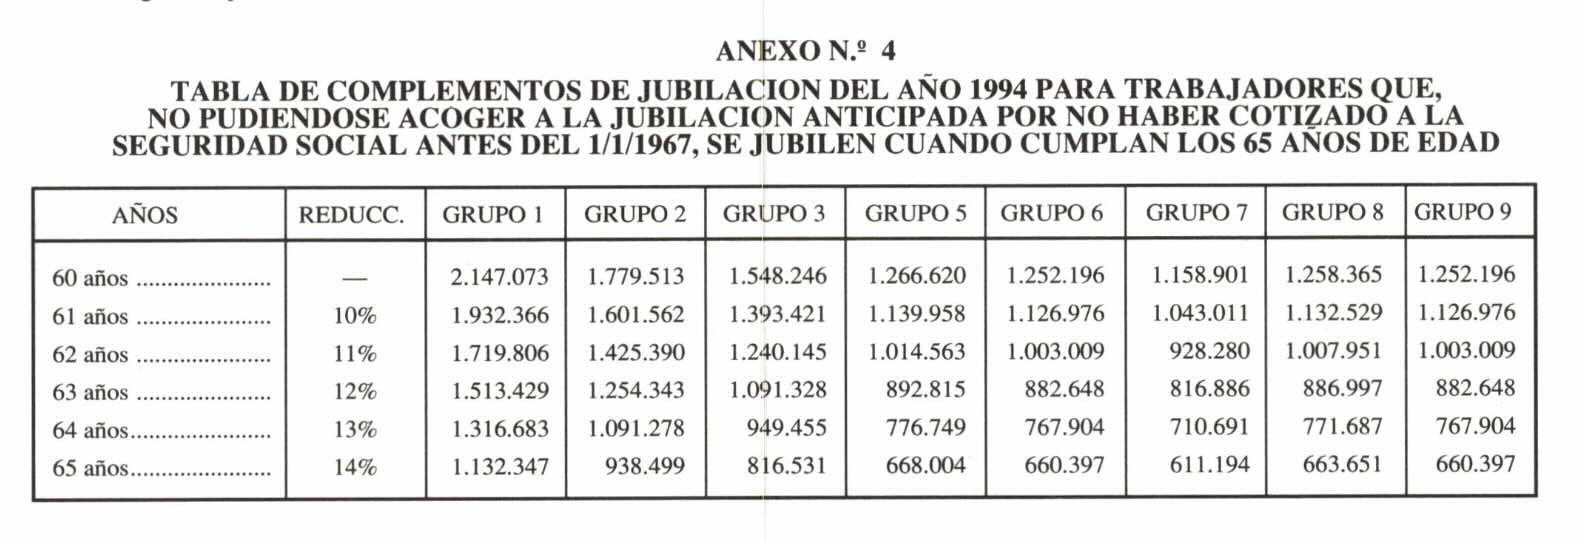 ANEXO N.º 4
TABLA DE COMPLEMENTOS DE JUBILACION DEL AÑO 1994 PARA TRABAJADORES QUE,
NO PUDIENDOSE ACOGER A LA JUBILACION ANTICIPADA POR NO HABER COTIZADO A LA
SEGURIDAD SOCIAL ANTES DEL 1/1/1967, SE JUBILEN CUANDO CUMPLAN LOS 65 AÑOS DE EDAD
AÑOS REDUCC. GRUPO 1 GRUPO 2 GRUPO 3 GRUPO 5 GRUPO 6 GRUPO 7 GRUPO 8 GRUPO 9
60 años ...................... — 2.147.073 1.779.513 1.548.246 1.266.620 1.252.196 1.158.901 1.258.365 1.252.196
61 años ...................... 10% 1.932.366 1.601.562 1.393.421 1.139.958 1.126.976 1.043.011 1.132.529 1.126.976
62 años ...................... 11% 1.719.806 1.425.390 1.240.145 1.014.563 1.003.009 928.280 1.007.951 1.003.009
63 años ...................... 12% 1.513.429 1.254.343 1.091.328 892.815 882.648 816.886 886.997 882.648
64 años....................... 13% 1.316.683 1.091.278 949.455 776.749 767.904 710.691 771.687 767.904
65 años....................... 14% 1.132.347 938.499 816.531 668.004 660.397 611.194 663.651 660.397